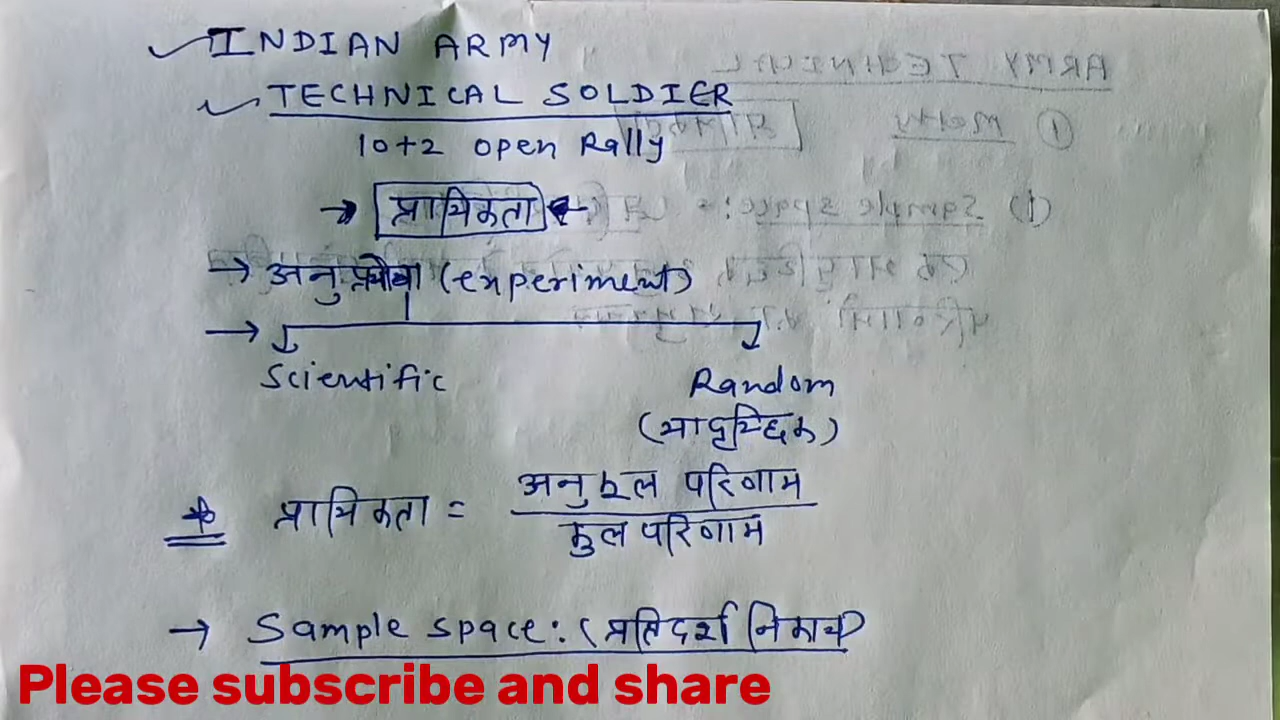 INDIAN ARMY
TECHNICAL SOLDIER
10+2 open Rally
→ प्रायिकता ←
→ अनुप्रयोग (experiment)
→
Scientific Random
(यादृच्छिक)
* प्रायिकता = अनुकूल परिणाम
कुल परिणाम
→ Sample space: (प्रतिदर्श निकाय)
Please subscribe and share